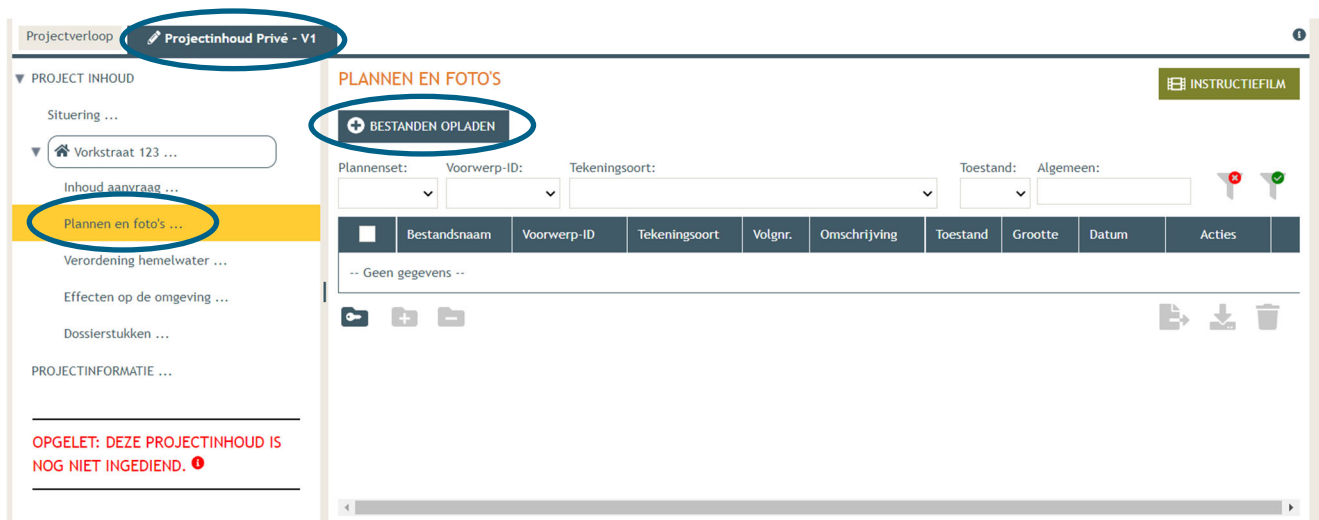 Projectverloop
Projectinhoud Privé - V1
PROJECT INHOUD
Situering ...
Vorkstraat 123 ...
Inhoud aanvraag ...
Plannen en foto's ...
Verordening hemelwater ...
Effecten op de omgeving ...
Dossierstukken ...
PROJECTINFORMATIE ...
OPGELET: DEZE PROJECTINHOUD IS
NOG NIET INGEDIEND.
PLANNEN EN FOTO'S
INSTRUCTIEFILM
BESTANDEN OPLADEN
Plannenset: Voorwerp-ID: Tekeningsoort: Toestand: Algemeen:
Bestandsnaam Voorwerp-ID Tekeningsoort Volgnr. Omschrijving Toestand Grootte Datum Acties
-- Geen gegevens --